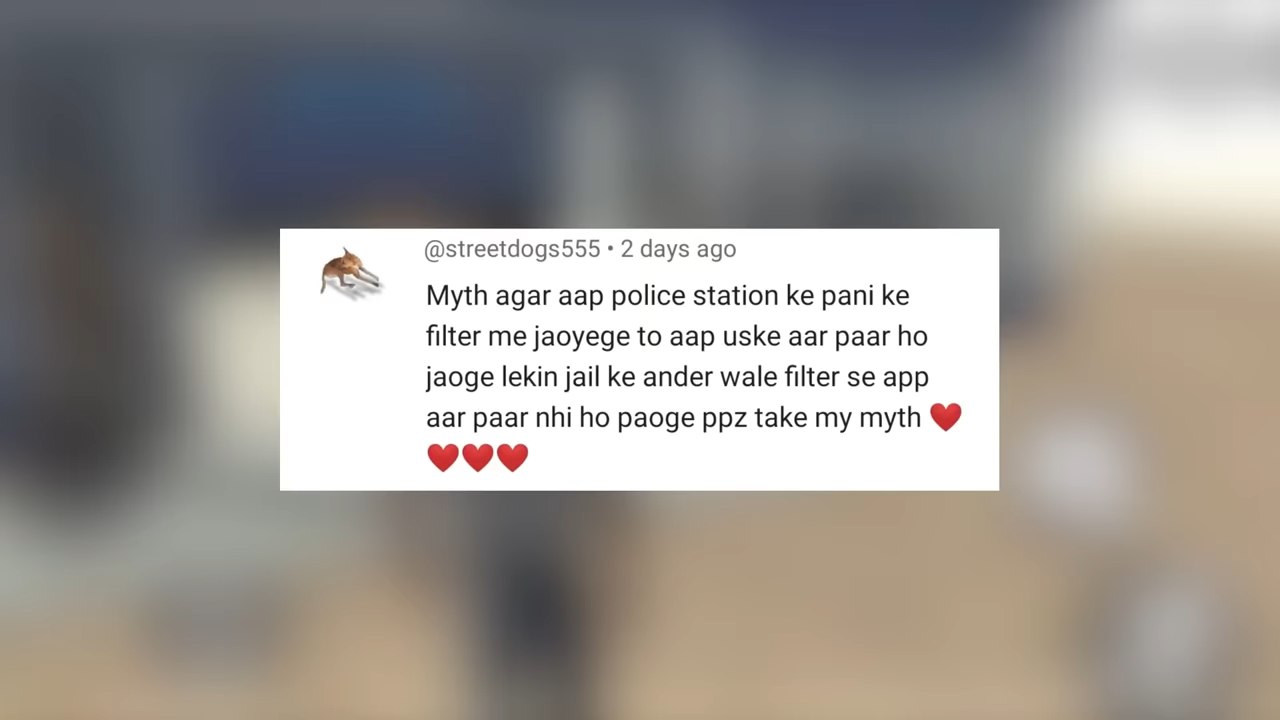 @streetdogs555 • 2 days ago
Myth agar aap police station ke pani ke
filter me jaoyege to aap uske aar paar ho
jaoge lekin jail ke ander wale filter se app
aar paar nhi ho paoge ppz take my myth ❤️
❤️❤️❤️